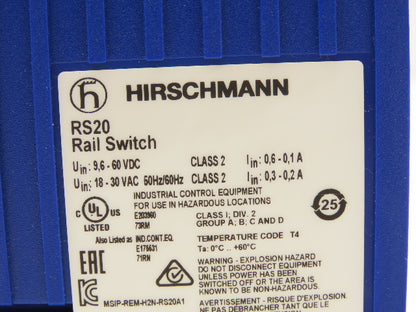 h HIRSCHMANN
RS20
Rail Switch
Uin: 9,6-60 VDC CLASS 2 Iin: 0,6-0,1 A
Uin: 18-30 VAC 50Hz/60Hz CLASS 2 Iin: 0,3-0,2 A
INDUSTRIAL CONTROL EQUIPMENT
FOR USE IN HAZARDOUS LOCATIONS
c UL us E203960 CLASS I; DIV. 2
LISTED 73RM GROUP A; B; C AND D
25
Also Listed as IND.CONT.EQ. TEMPERATURE CODE T4
E175531 Ta: 0°C .. +60°C
71RN
EAC
WARNING - EXPLOSION HAZARD
DO NOT DISCONNECT EQUIPMENT
UNLESS POWER HAS BEEN
SWITCHED OFF OR THE AREA IS
KNOWN TO BE NON-HAZARDOUS
MSIP-REM-H2N-RS20A1
AVERTISSEMENT - RISQUE D'EXPLOSION
NE PAS DEBRANCHER TANT QUE